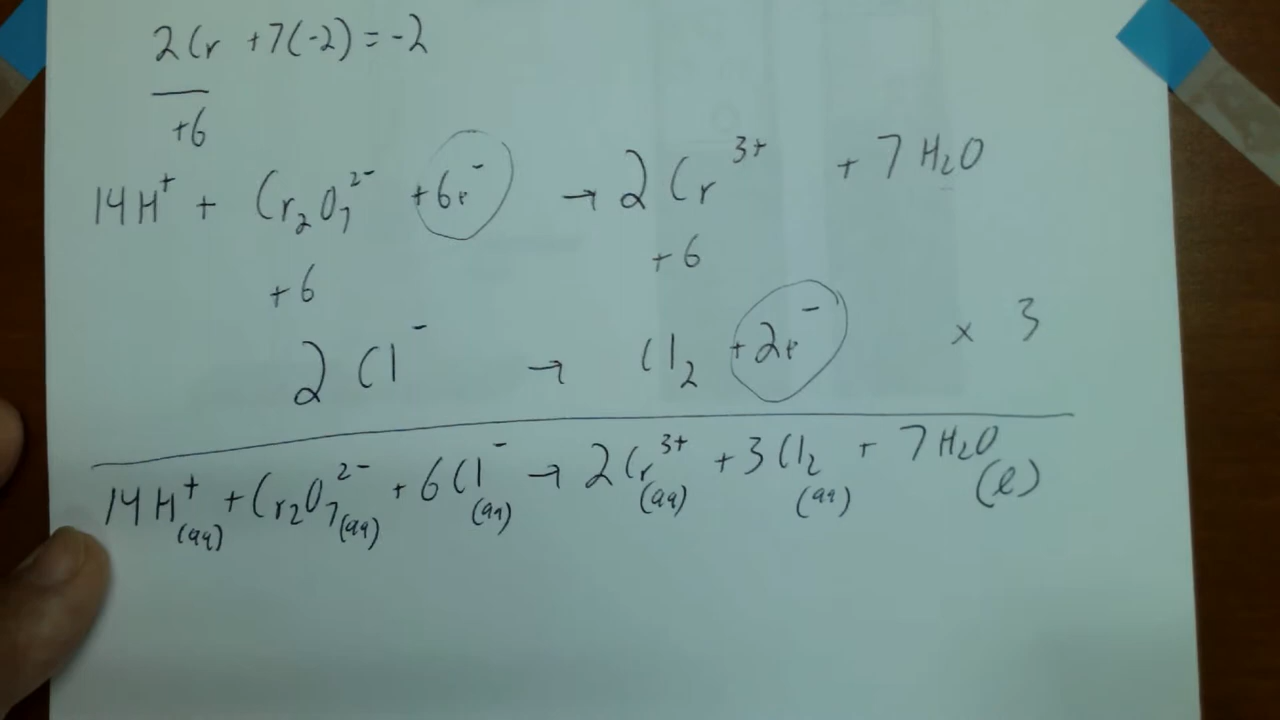 2Cr +7(-2) = -2
+6
14H⁺ + Cr₂O₇²⁻ +6e⁻ → 2Cr³⁺ + 7H₂O
+6 +6
2Cl⁻ → Cl₂ +2e⁻ × 3
14H⁺(aq) + Cr₂O₇²⁻(aq) + 6Cl⁻(aq) → 2Cr³⁺(aq) + 3Cl₂(aq) + 7H₂O(l)